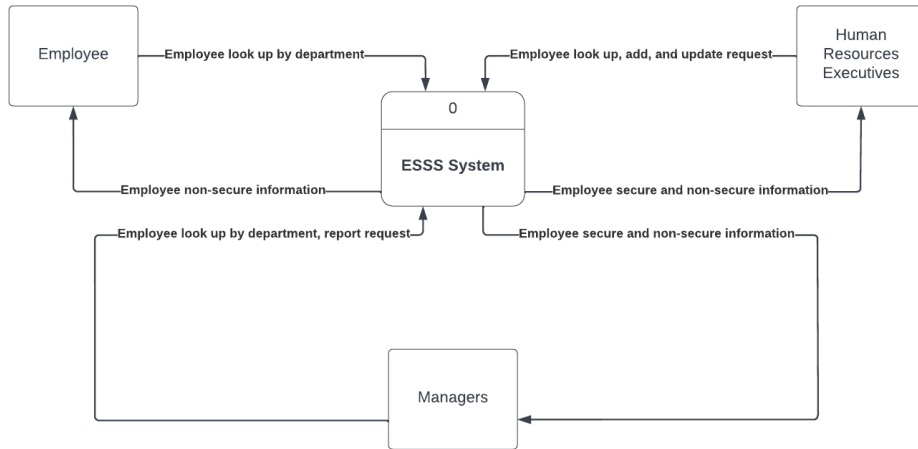 Employee
Employee look up by department
Employee look up, add, and update request
Human
Resources
Executives
0
ESSS System
Employee non-secure information
Employee secure and non-secure information
Employee look up by department, report request
Employee secure and non-secure information
Managers